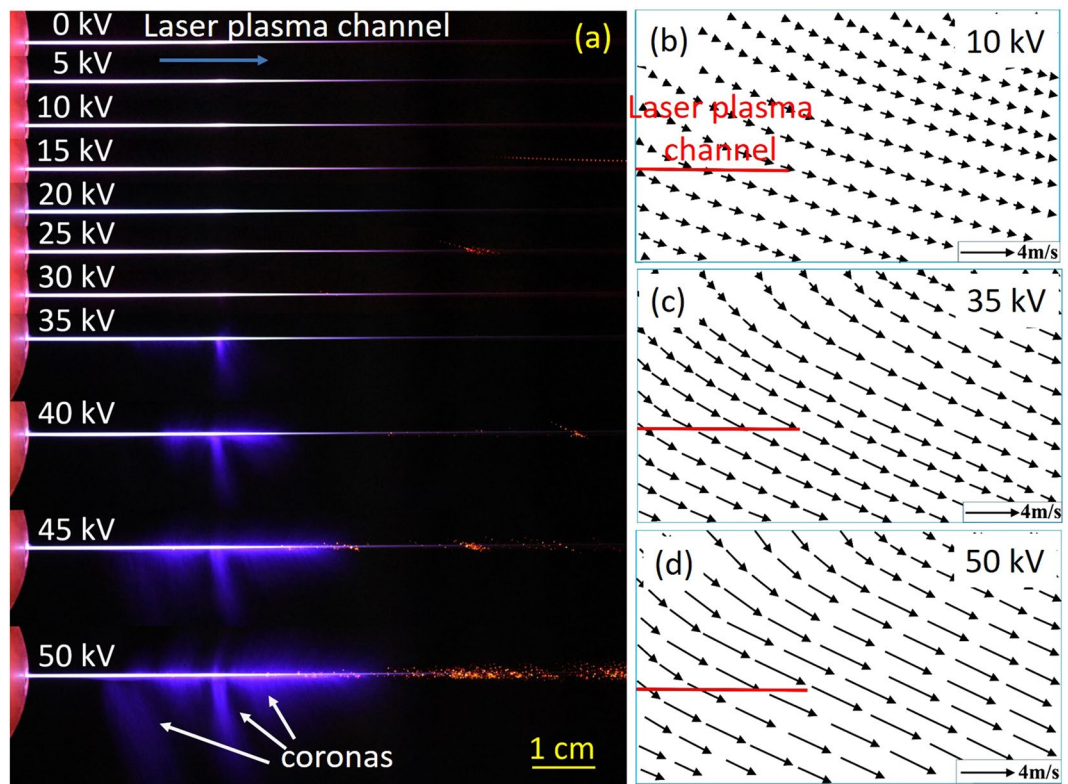 0 kV
Laser plasma channel
(a)
5 kV
10 kV
15 kV
20 kV
25 kV
30 kV
35 kV
40 kV
45 kV
50 kV
coronas
1 cm
(b)
10 kV
Laser plasma
channel
4m/s
(c)
35 kV
4m/s
(d)
50 kV
4m/s